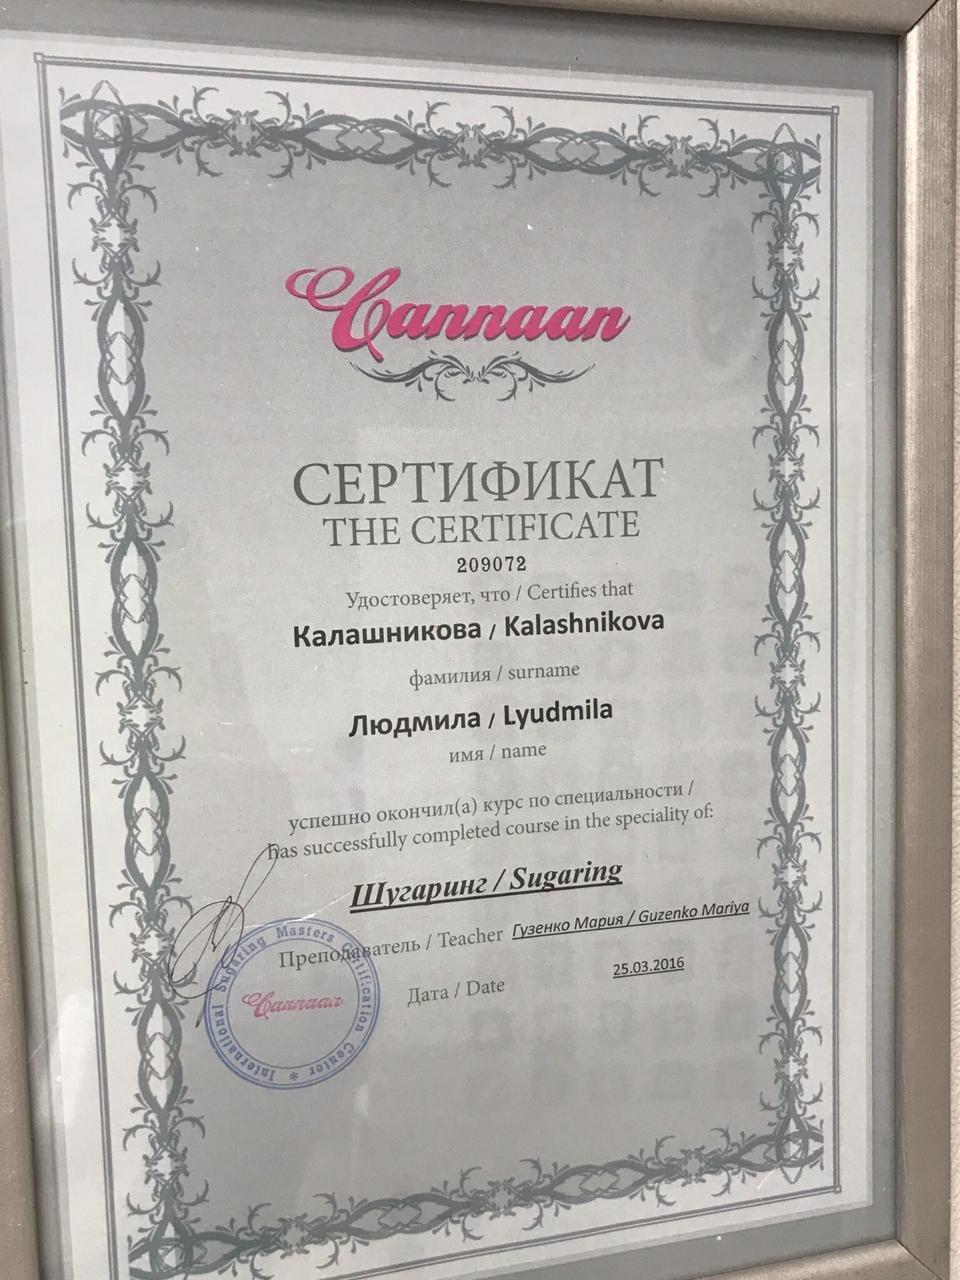 Cannaan
СЕРТИФИКАТ
THE CERTIFICATE
209072
Удостоверяет, что / Certifies that
Калашникова / Kalashnikova
фамилия / surname
Людмила / Lyudmila
имя / name
успешно окончил(а) курс по специальности /
has successfully completed course in the speciality of:
Шугаринг / Sugaring
Преподаватель / Teacher Гузенко Мария / Guzenko Mariya
Дата / Date 25.03.2016
International Sugaring Masters Certification Center *
Cannaan